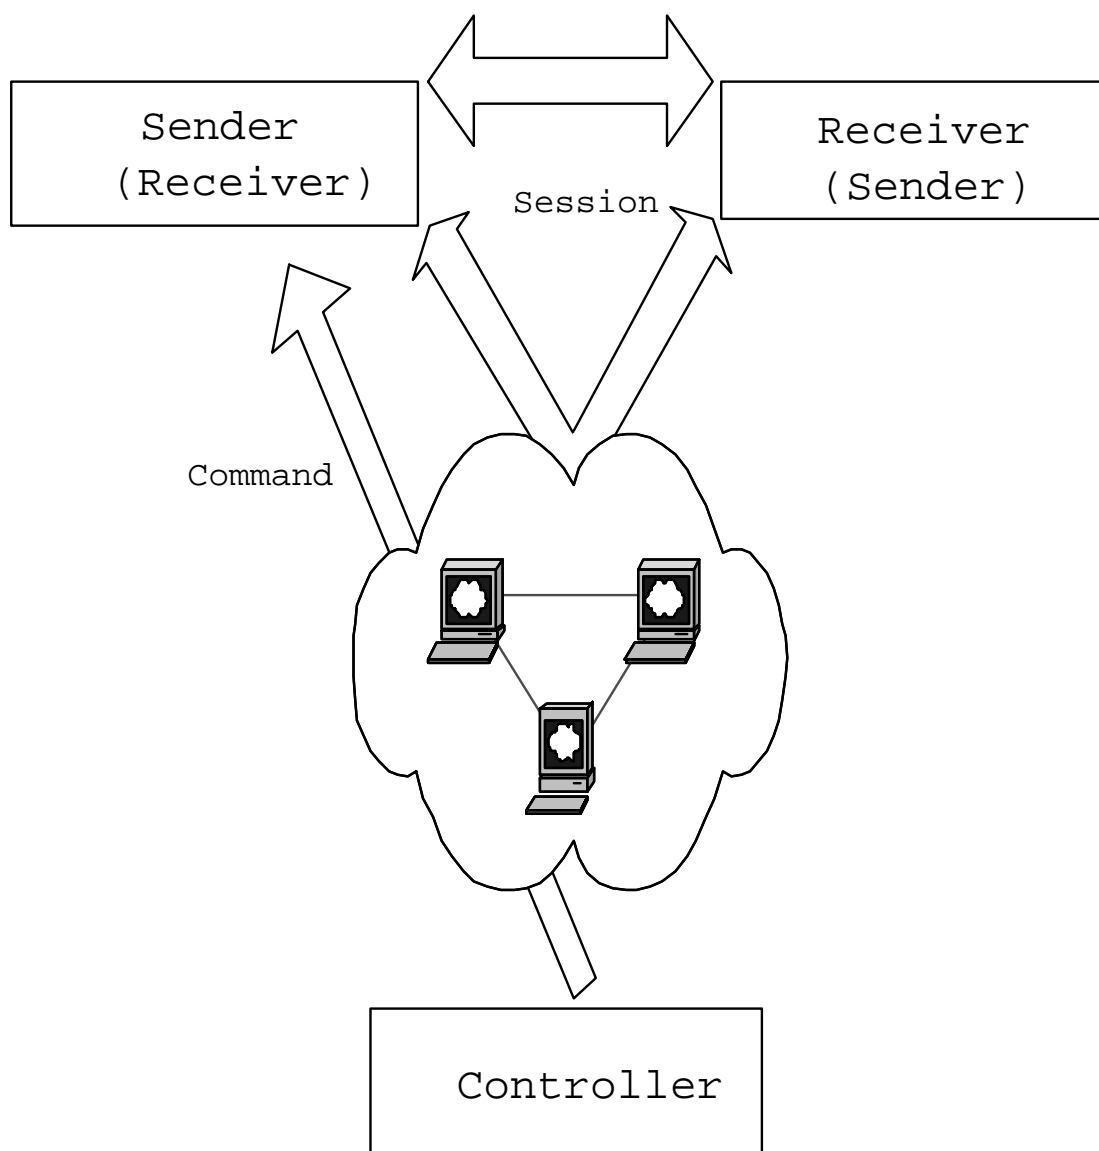 Sender
(Receiver)
Receiver
(Sender)
Session
Command
Controller